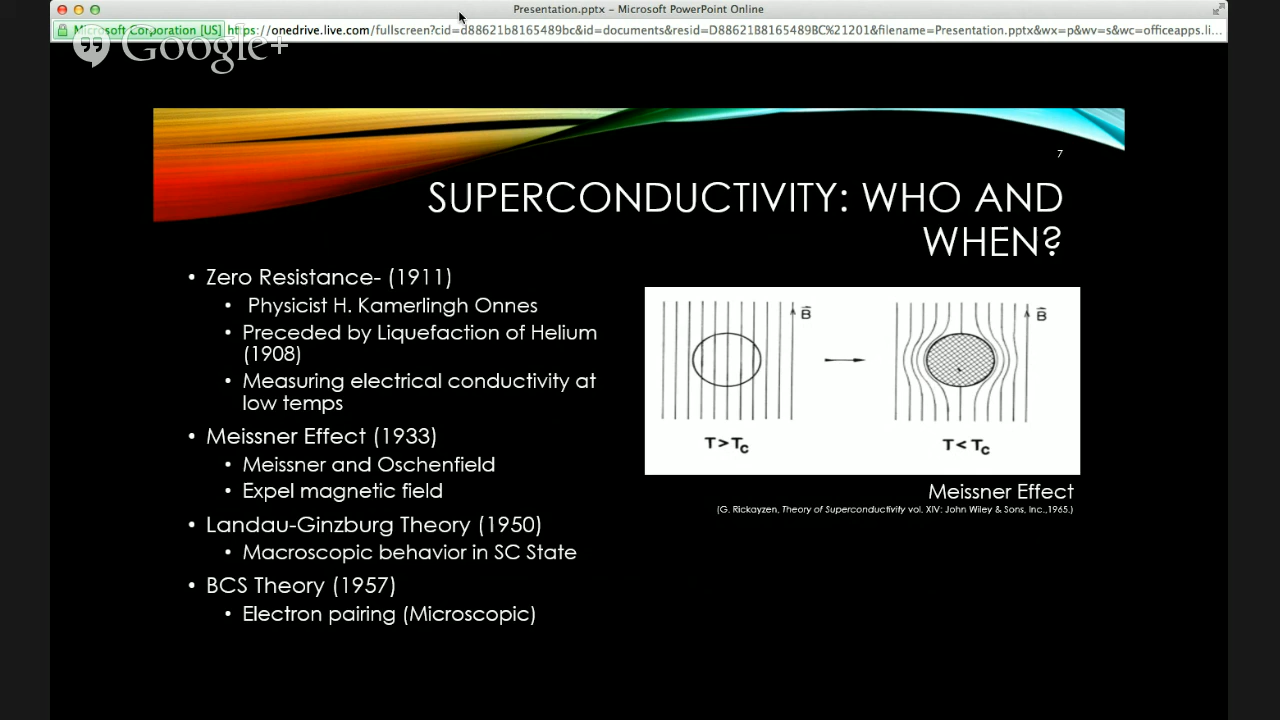 Presentation.pptx – Microsoft PowerPoint Online
Microsoft Corporation [US] https://onedrive.live.com/fullscreen?cid=d88621b8165489bc&id=documents&resid=D88621B8165489BC%21201&filename=Presentation.pptx&wx=p&wv=s&wc=officeapps.li...
Google+
7
SUPERCONDUCTIVITY: WHO AND
WHEN?
• Zero Resistance- (1911)
• Physicist H. Kamerlingh Onnes
• Preceded by Liquefaction of Helium
(1908)
• Measuring electrical conductivity at
low temps
• Meissner Effect (1933)
• Meissner and Oschenfield
• Expel magnetic field
• Landau-Ginzburg Theory (1950)
• Macroscopic behavior in SC State
• BCS Theory (1957)
• Electron pairing (Microscopic)
B
B
T>Tc
T<Tc
Meissner Effect
(G. Rickayzen, Theory of Superconductivity vol. XIV: John Wiley & Sons, Inc.,1965.)